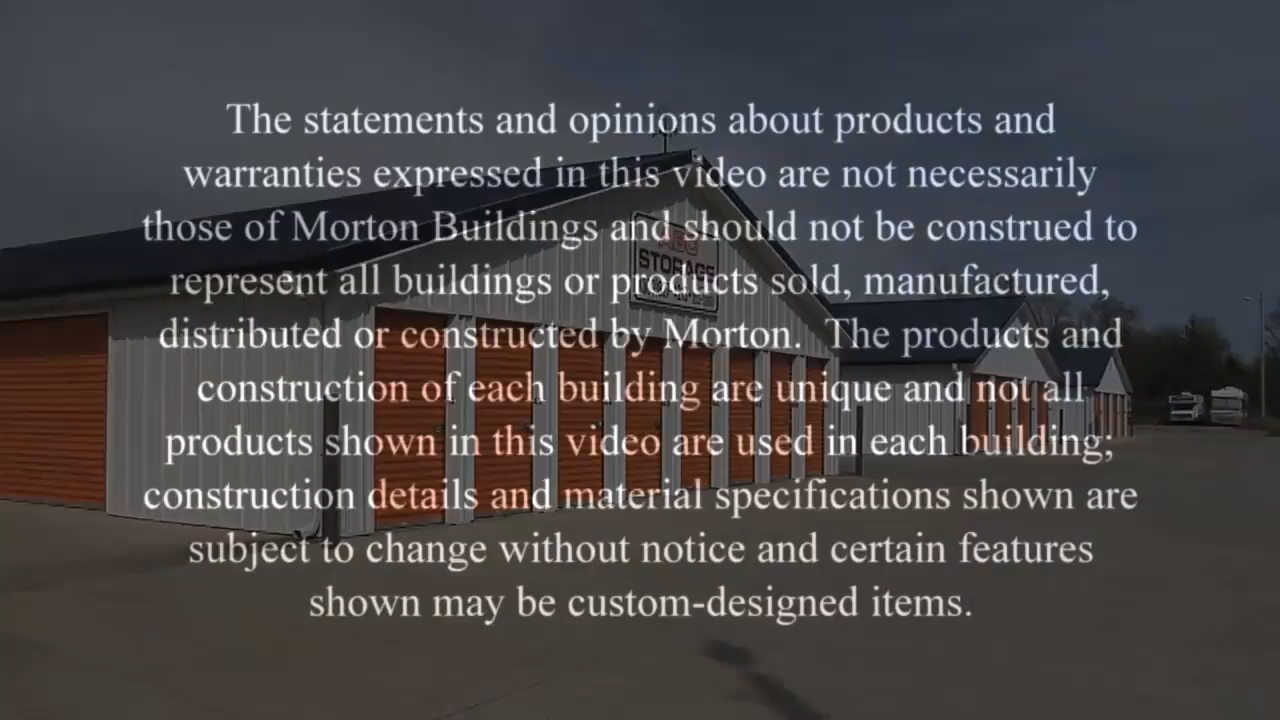 The statements and opinions about products and
warranties expressed in this video are not necessarily
those of Morton Buildings and should not be construed to
represent all buildings or products sold, manufactured,
distributed or constructed by Morton.  The products and
construction of each building are unique and not all
products shown in this video are used in each building;
construction details and material specifications shown are
subject to change without notice and certain features
shown may be custom-designed items.
ABC
STORAGE